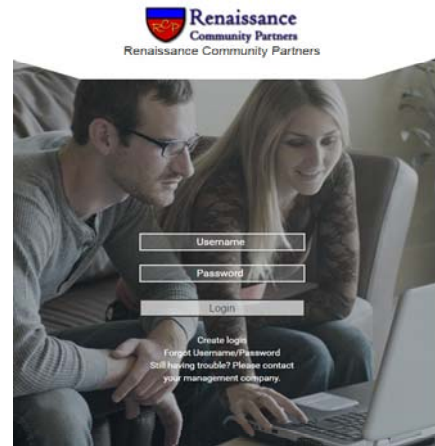 RCP
Renaissance
Community Partners
Renaissance Community Partners
Username
Password
Login
Create login
Forgot Username/Password
Still having trouble? Please contact
your management company.